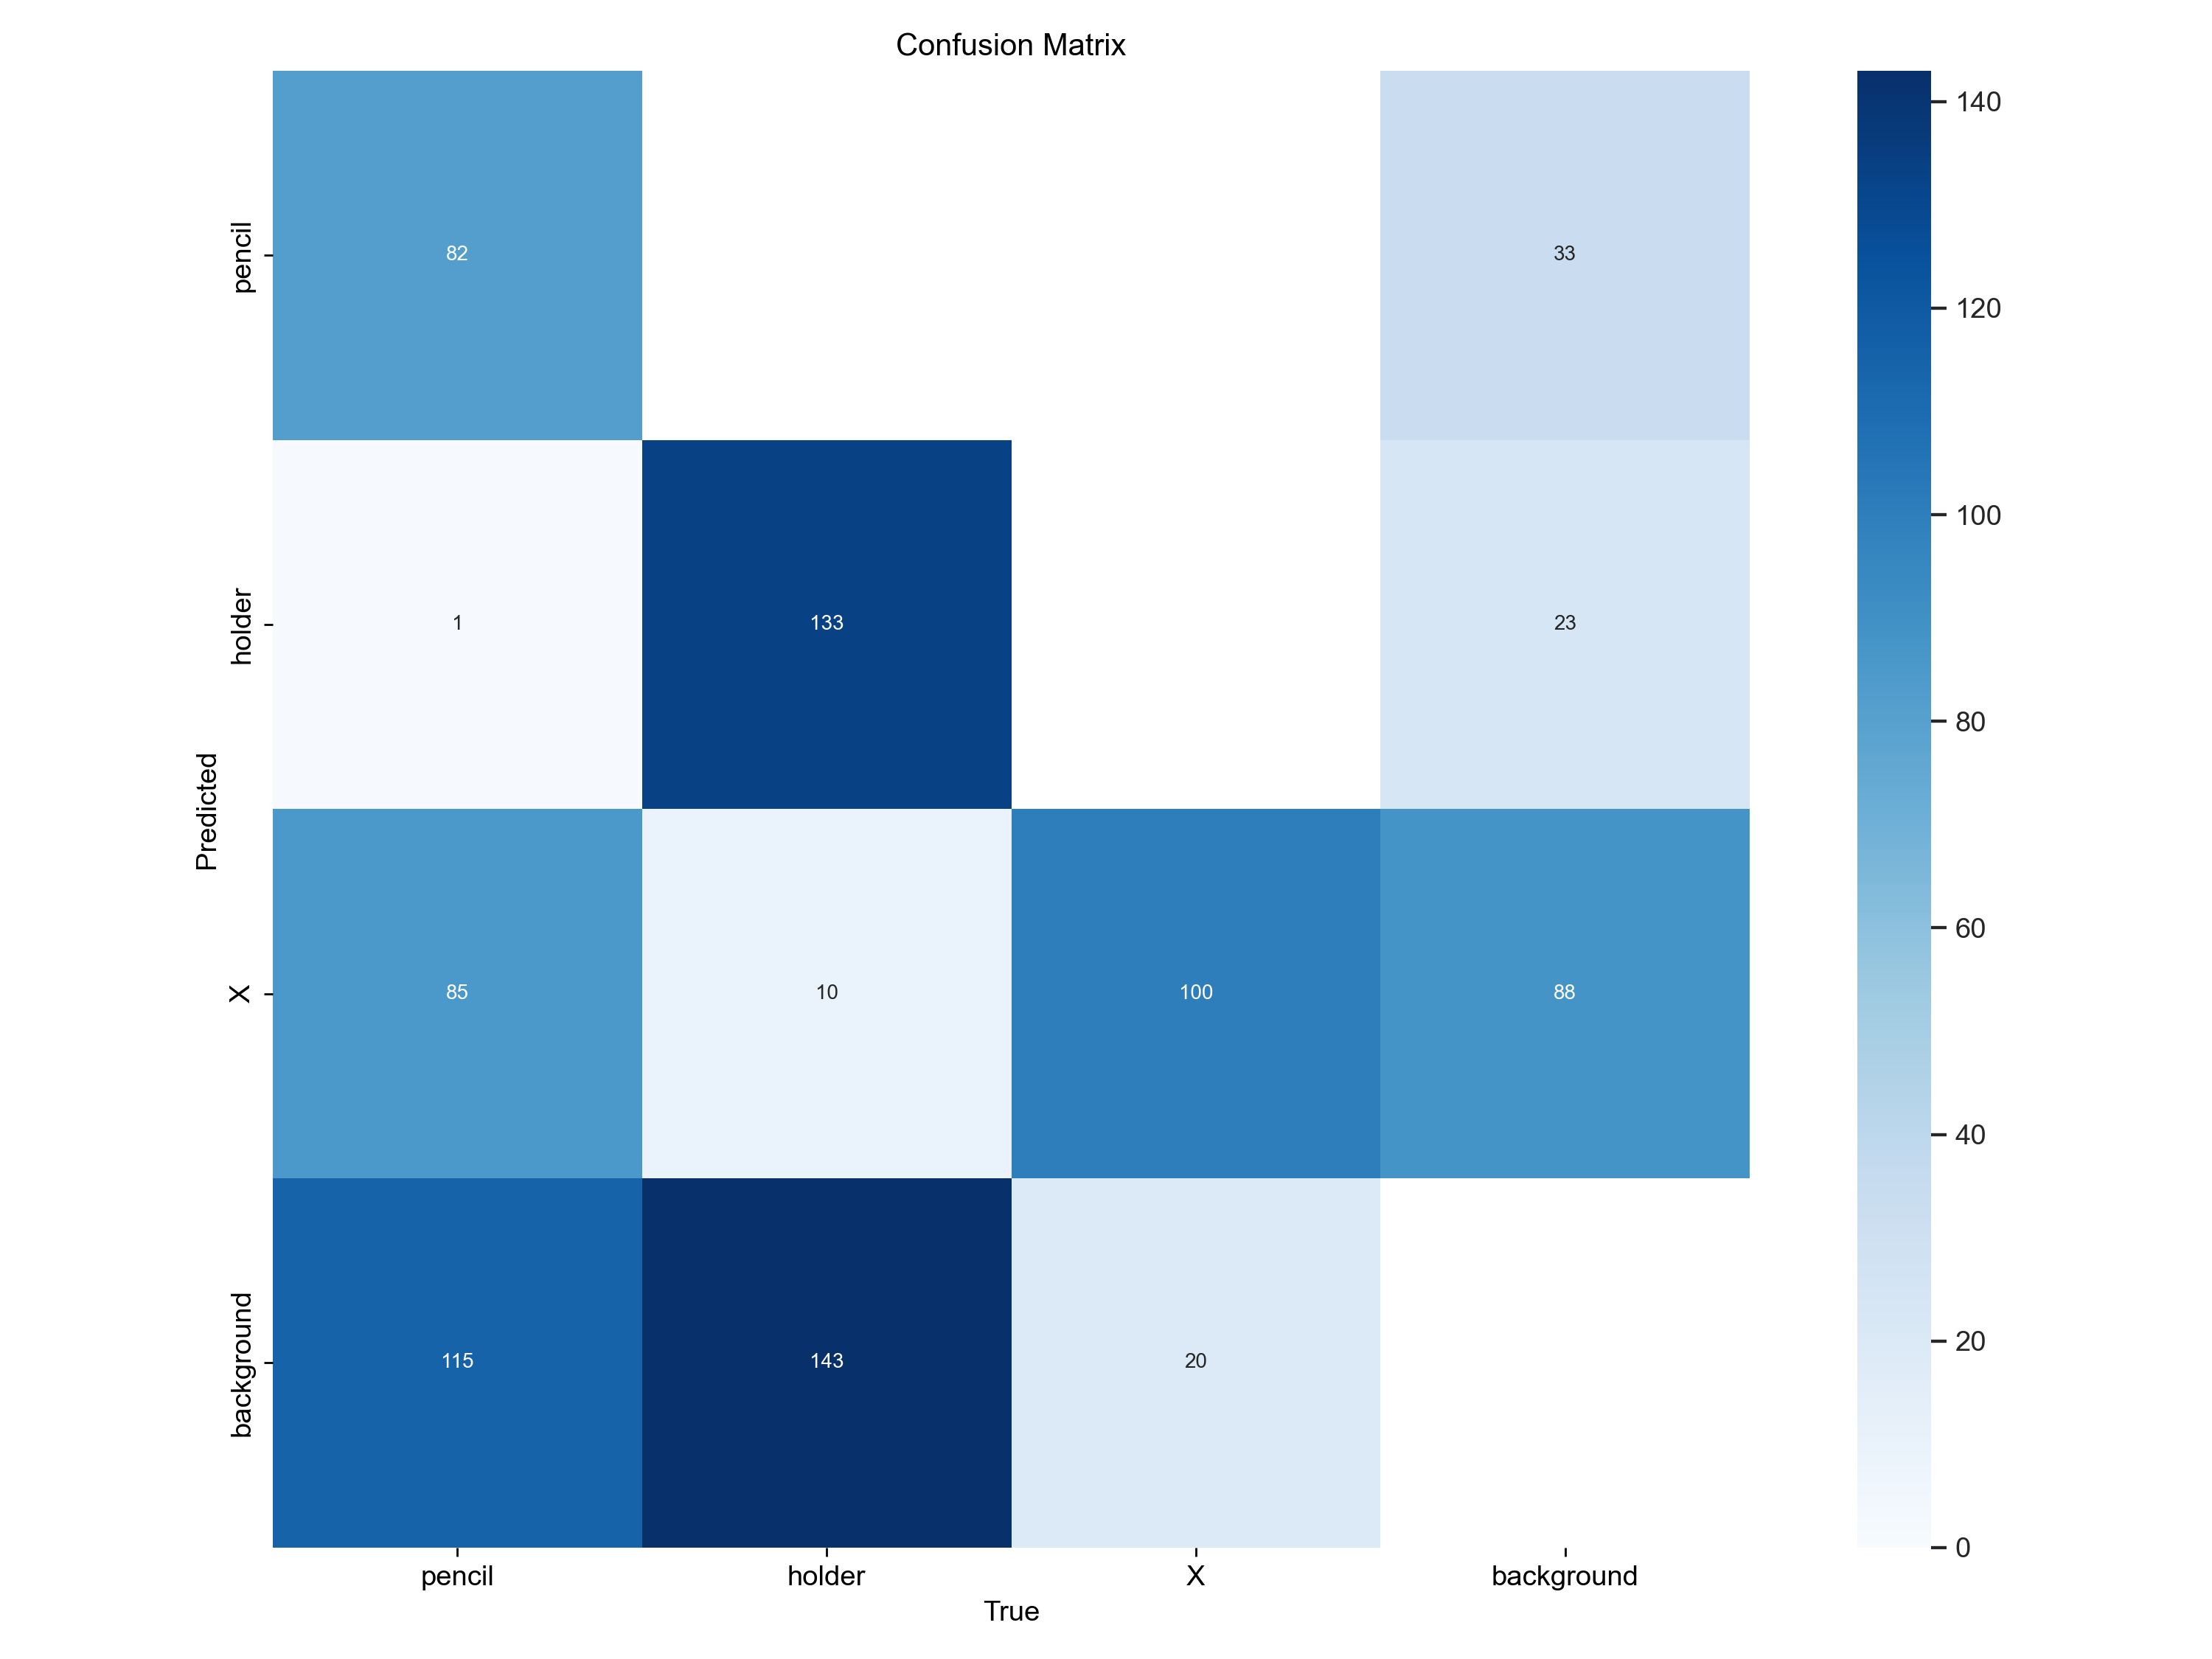 Confusion Matrix
pencil
82
33
holder
1
133
23
Predicted
X
85
10
100
88
background
115
143
20
pencil
holder
X
background
True
140
120
100
80
60
40
20
0